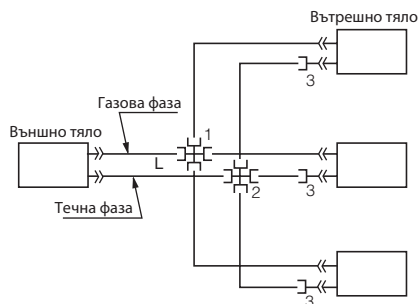 Вътрешно тяло
3
Газова фаза
1
Външно тяло
L
3
2
Течна фаза
3